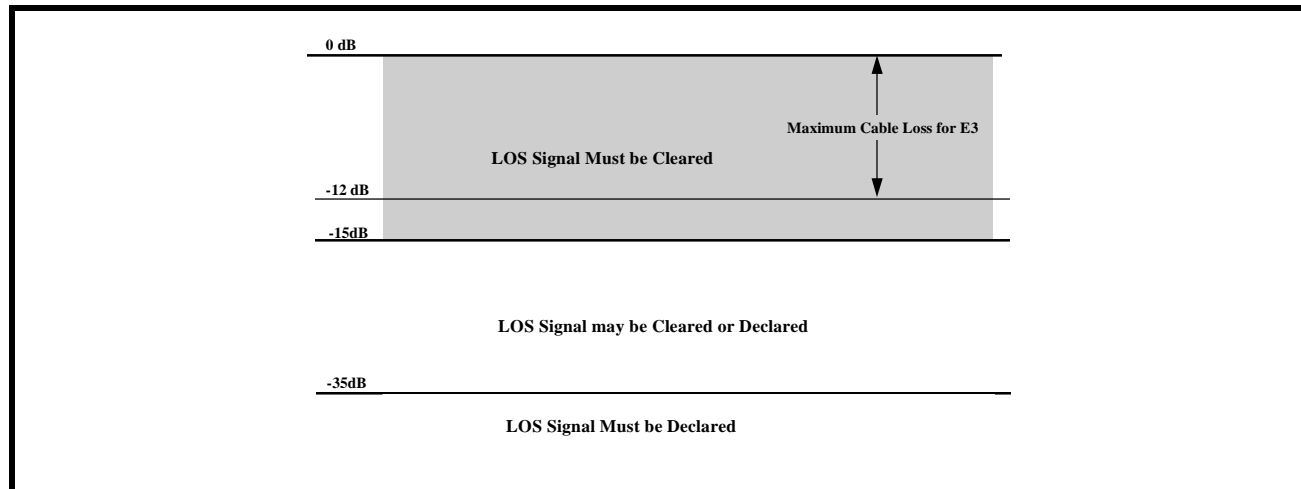 0 dB
Maximum Cable Loss for E3
LOS Signal Must be Cleared
-12 dB
-15dB
LOS Signal may be Cleared or Declared
-35dB
LOS Signal Must be Declared